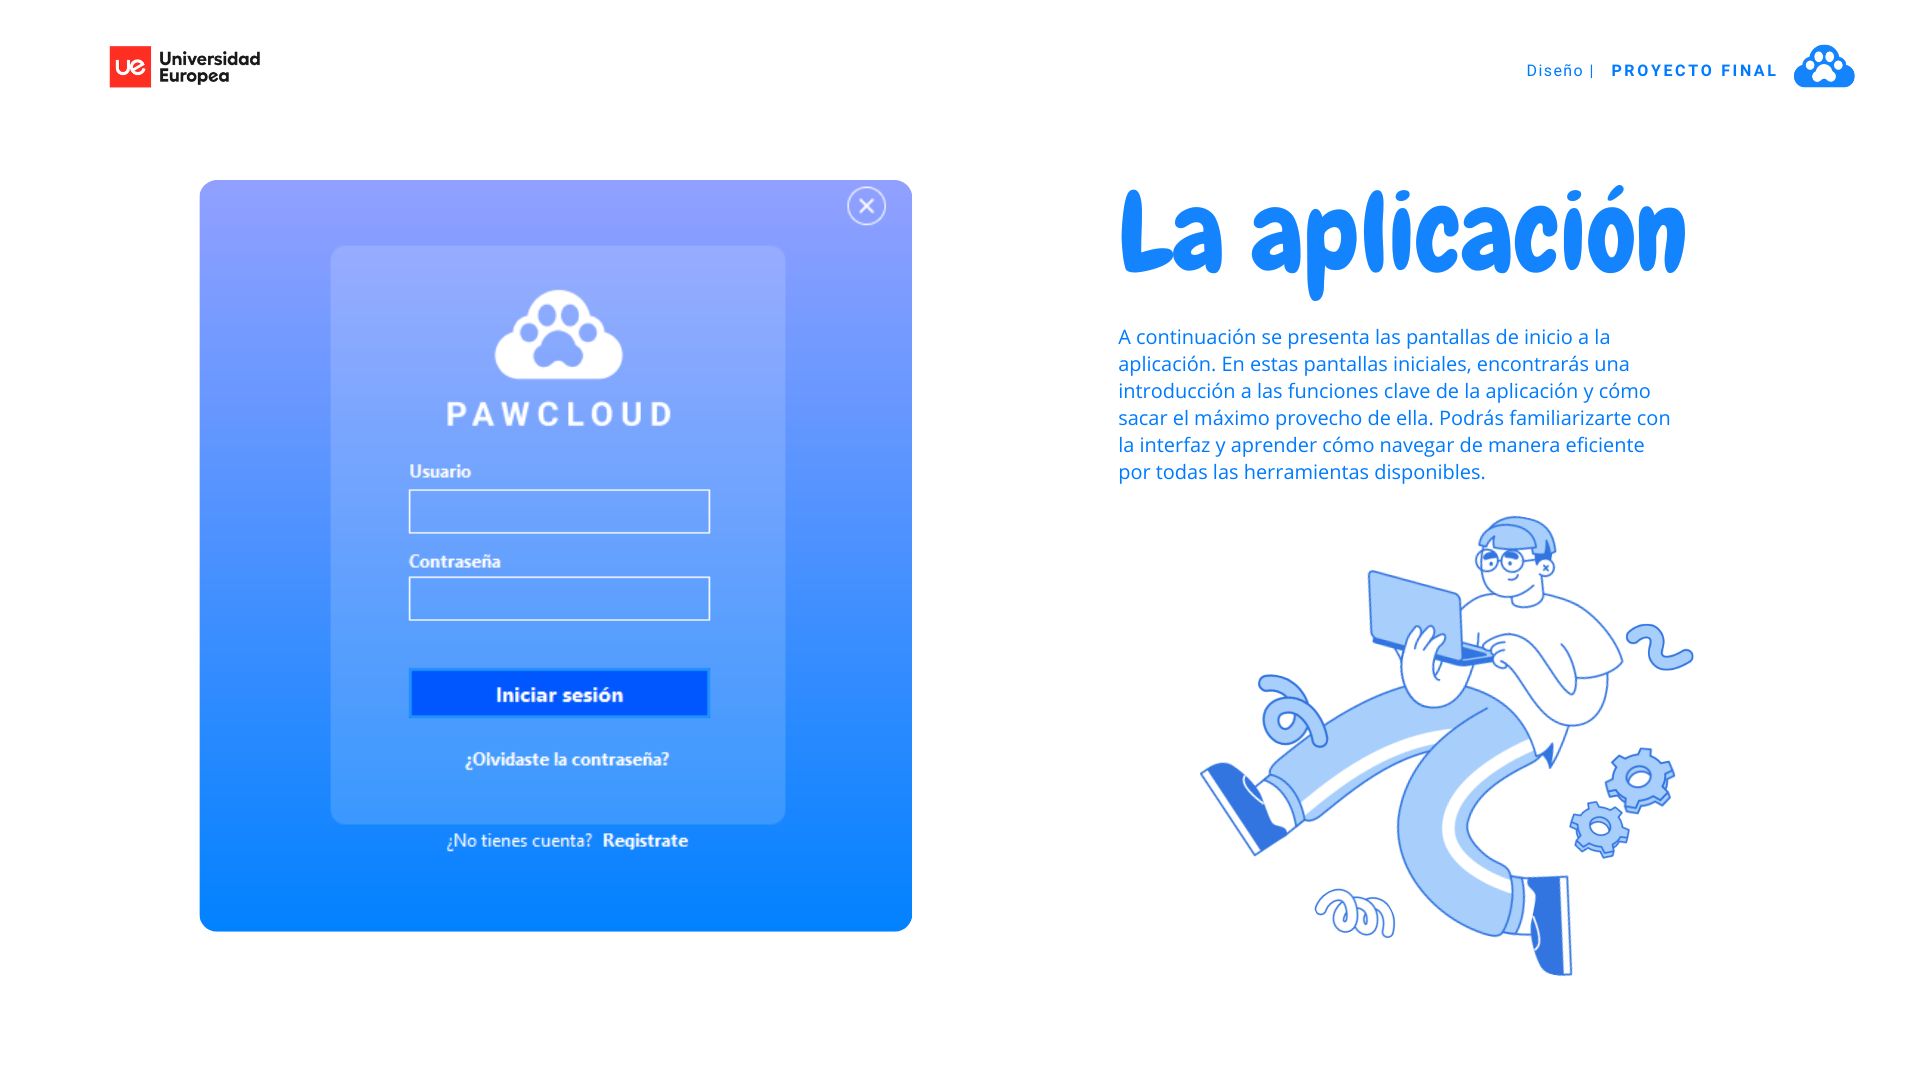 ue Universidad
Europea
Diseño | PROYECTO FINAL
PAWCLOUD
Usuario
Contraseña
Iniciar sesión
¿Olvidaste la contraseña?
¿No tienes cuenta? Registrate
La aplicación
A continuación se presenta las pantallas de inicio a la
aplicación. En estas pantallas iniciales, encontrarás una
introducción a las funciones clave de la aplicación y cómo
sacar el máximo provecho de ella. Podrás familiarizarte con
la interfaz y aprender cómo navegar de manera eficiente
por todas las herramientas disponibles.